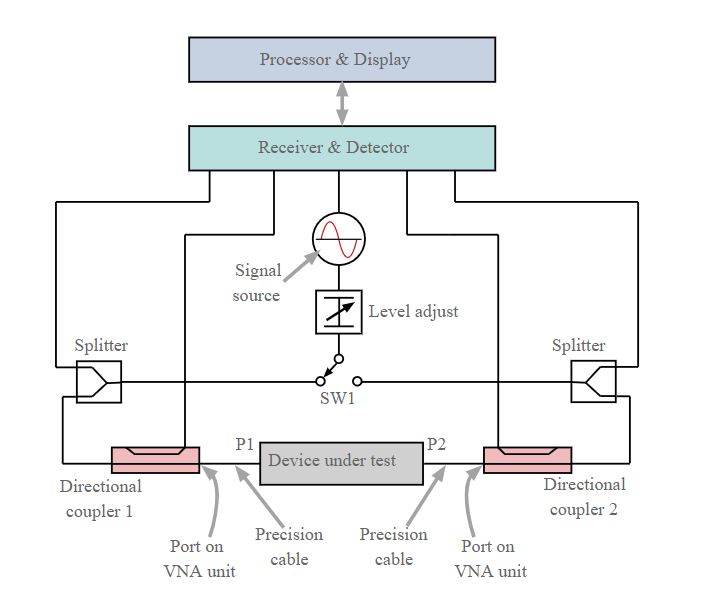 Processor & Display
Receiver & Detector
Signal
source
Level adjust
Splitter
Splitter
SW1
P1
Device under test
P2
Directional
coupler 1
Directional
coupler 2
Port on
VNA unit
Precision
cable
Precision
cable
Port on
VNA unit